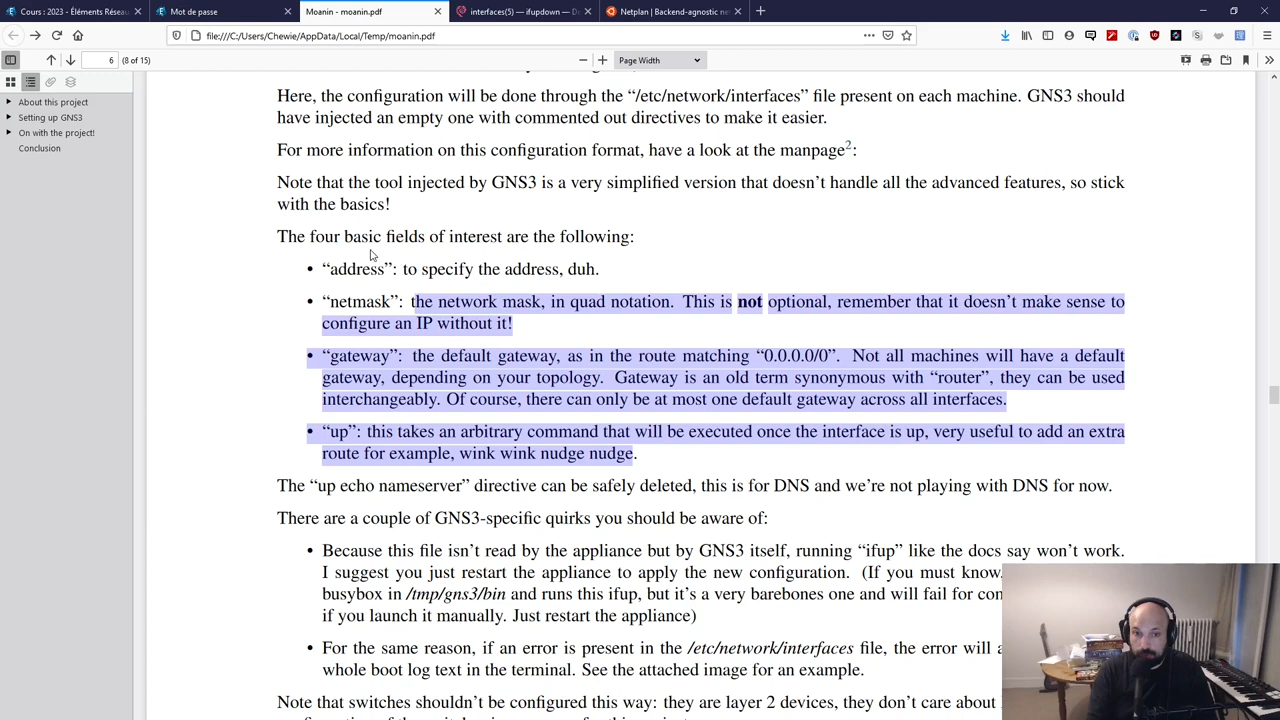 Cours : 2023 - Éléments Réseau
Mot de passe
Moanin - moanin.pdf
interfaces(5) — ifupdown — De
Netplan | Backend-agnostic ne
file:///C:/Users/Chewie/AppData/Local/Temp/moanin.pdf
6 (8 of 15)
Page Width
About this project
Setting up GNS3
On with the project!
Conclusion
Here, the configuration will be done through the “/etc/network/interfaces” file present on each machine. GNS3 should
have injected an empty one with commented out directives to make it easier.
For more information on this configuration format, have a look at the manpage2:
Note that the tool injected by GNS3 is a very simplified version that doesn’t handle all the advanced features, so stick
with the basics!
The four basic fields of interest are the following:
• “address”: to specify the address, duh.
• “netmask”: the network mask, in quad notation. This is not optional, remember that it doesn’t make sense to
configure an IP without it!
• “gateway”: the default gateway, as in the route matching “0.0.0.0/0”. Not all machines will have a default
gateway, depending on your topology. Gateway is an old term synonymous with “router”, they can be used
interchangeably. Of course, there can only be at most one default gateway across all interfaces.
• “up”: this takes an arbitrary command that will be executed once the interface is up, very useful to add an extra
route for example, wink wink nudge nudge.
The “up echo nameserver” directive can be safely deleted, this is for DNS and we’re not playing with DNS for now.
There are a couple of GNS3-specific quirks you should be aware of:
• Because this file isn’t read by the appliance but by GNS3 itself, running “ifup” like the docs say won’t work.
I suggest you just restart the appliance to apply the new configuration. (If you must know,
busybox in /tmp/gns3/bin and runs this ifup, but it’s a very barebones one and will fail for
if you launch it manually. Just restart the appliance)
• For the same reason, if an error is present in the /etc/network/interfaces file, the error will
whole boot log text in the terminal. See the attached image for an example.
Note that switches shouldn’t be configured this way: they are layer 2 devices, they don’t care about